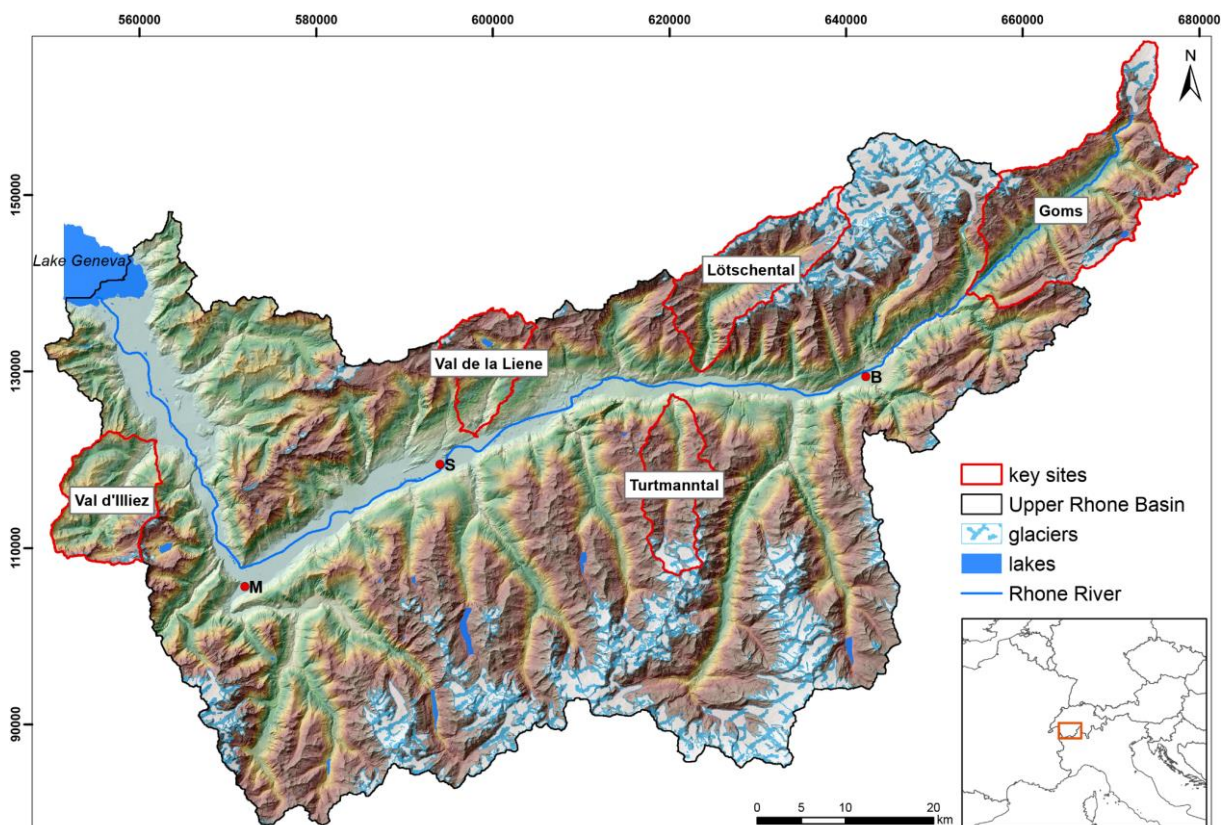 560000 580000 600000 620000 640000 660000 680000
N
150000
130000
110000
90000
Lake Geneva
Goms
Lötschental
Val de la Liene
B
S
Turtmanntal
Val d'Illiez
M
key sites
Upper Rhone Basin
glaciers
lakes
Rhone River
0 5 10 20
km